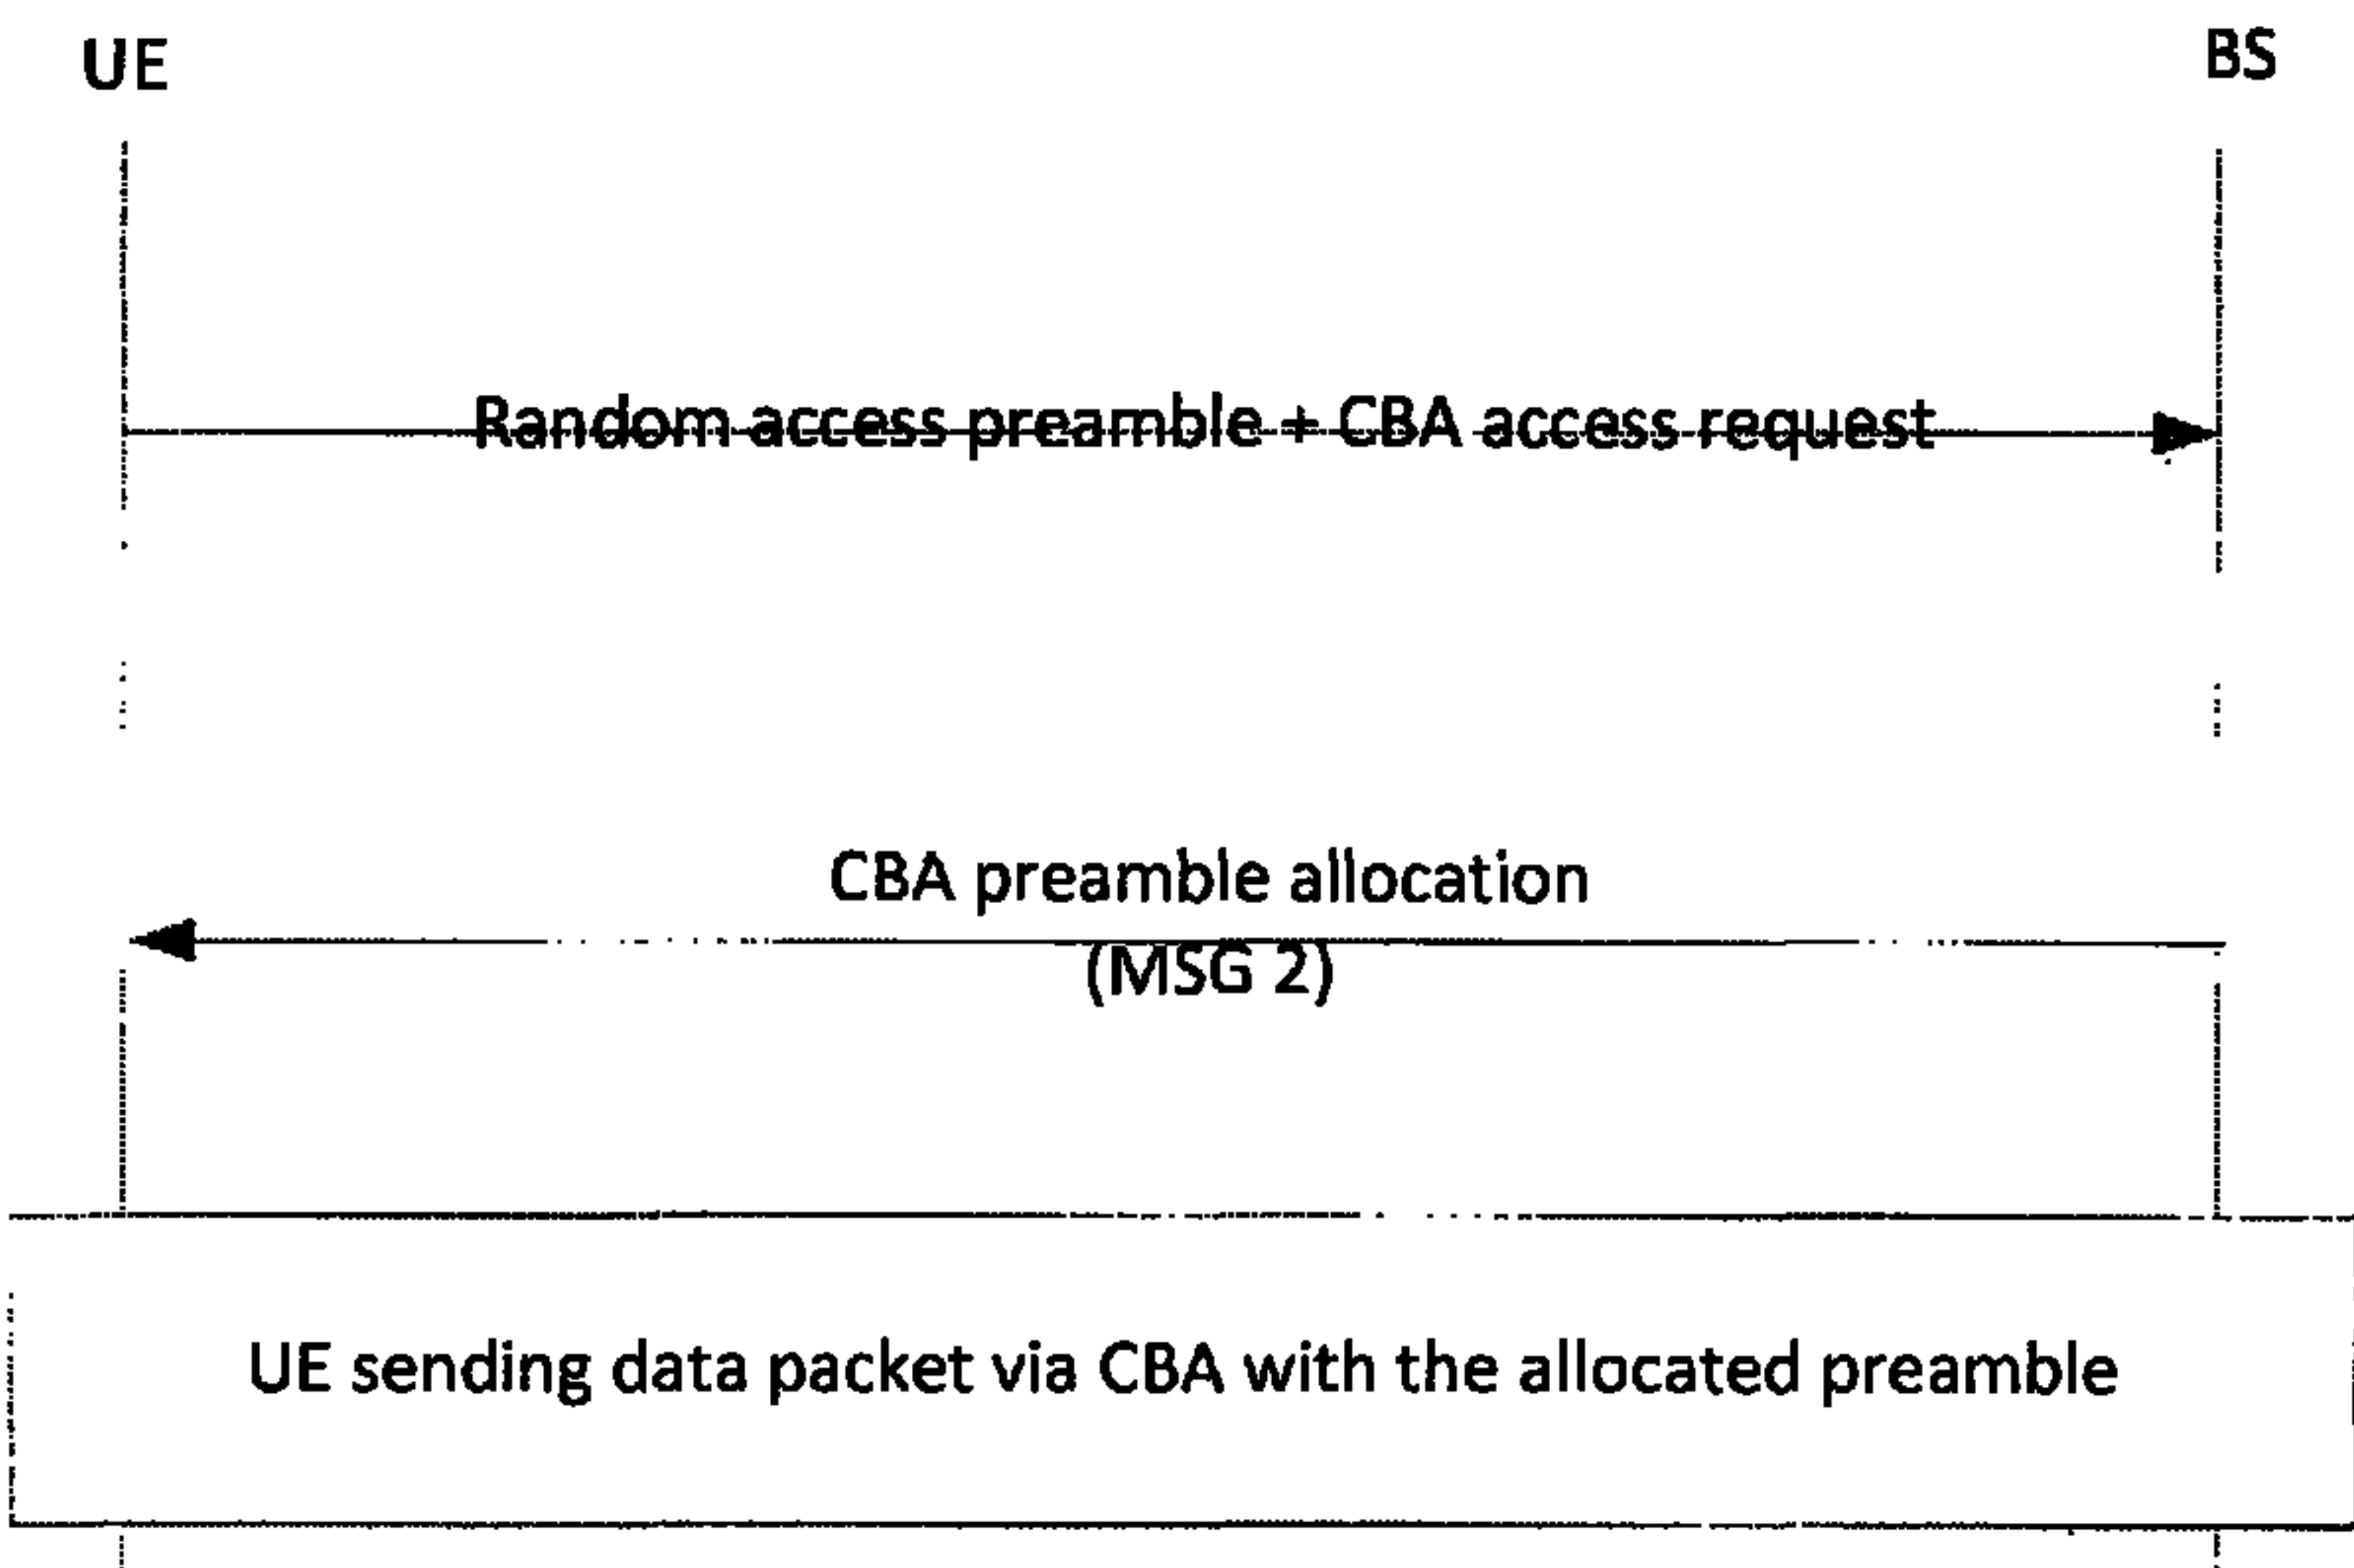 UE
BS
Random access preamble + CBA access request
CBA preamble allocation
(MSG 2)
UE sending data packet via CBA with the allocated preamble